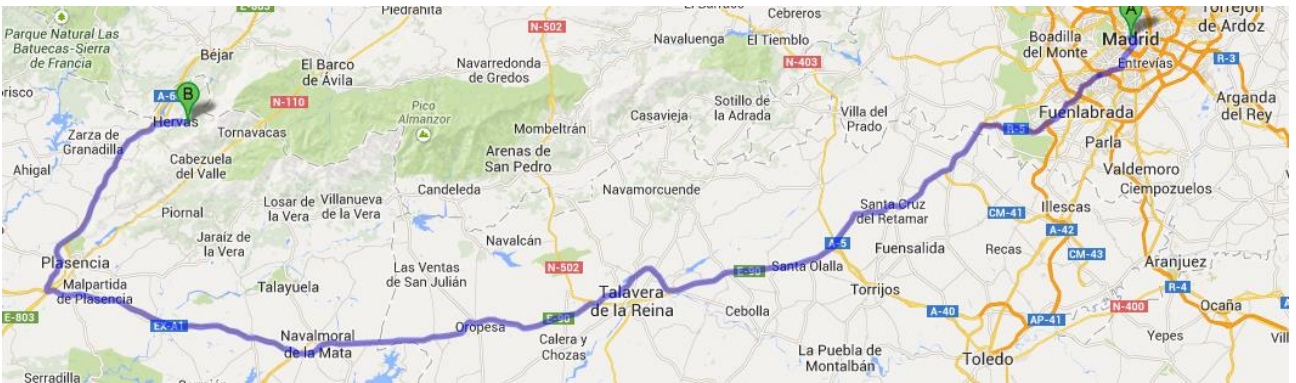 E-803
Piedrahita
N-502
El Barraco
Cebreros
A
Torrejón
de Ardoz
Parque Natural Las
Batuecas-Sierra
de Francia
Béjar
Navaluenga
El Tiemblo
Boadilla
del Monte
Madrid
El Barco
de Ávila
Navarredonda
de Gredos
N-403
Entrevías
R-3
B
N-110
Pico
Almanzor
Casavieja
Sotillo de
la Adrada
Villa del
Prado
Fuenlabrada
Arganda
del Rey
Hervás
Zarza de
Granadilla
Tornavacas
Mombeltrán
R-5
Parla
Ahigal
Cabezuela
del Valle
Arenas de
San Pedro
Valdemoro
Ciempozuelos
Candeleda
Navamorcuende
Piornal
Losar de
la Vera
Villanueva
de la Vera
Santa Cruz
del Retamar
CM-41
Illescas
A-42
Jaraíz de
la Vera
Navalcán
A-5
Fuensalida
Recas
CM-43
Plasencia
Las Ventas
de San Julián
N-502
E-90
Santa Olalla
Aranjuez
Malpartida
de Plasencia
Talayuela
Talavera
de la Reina
Torrijos
R-4
Ocaña
E-803
EX-A1
Oropesa
E-90
Cebolla
A-40
AP-41
N-400
Navalmoral
de la Mata
Calera y
Chozas
Yepes
Vill
La Puebla de
Montalbán
Toledo
Serradilla